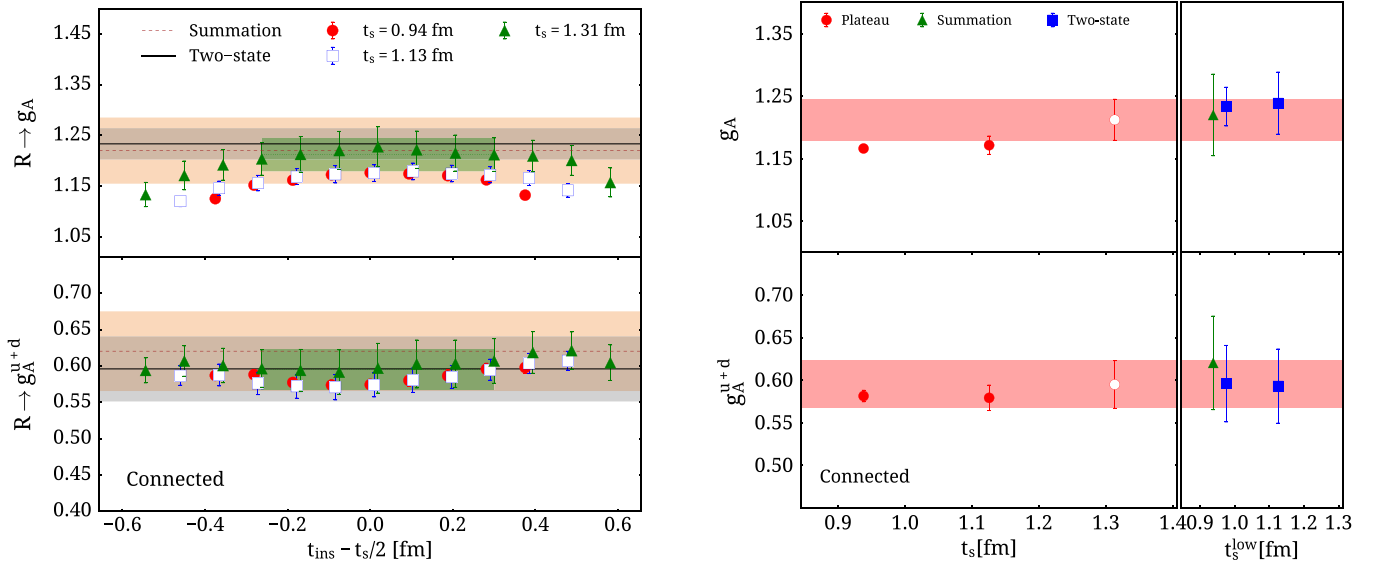 Summation
Two−state
t_s = 0.94 fm
t_s = 1.13 fm
t_s = 1.31 fm
R → g_A
1.45
1.35
1.25
1.15
1.05
R → g_A^{u+d}
0.70
0.65
0.60
0.55
0.50
0.45
0.40
Connected
−0.6 −0.4 −0.2 0.0 0.2 0.4 0.6
t_ins − t_s/2 [fm]
Plateau Summation Two-state
g_A
1.35
1.25
1.15
1.05
g_A^{u+d}
0.70
0.60
0.50
Connected
0.9 1.0 1.1 1.2 1.3 1.4
t_s[fm]
0.9 1.0 1.1 1.2 1.3
t_s^low[fm]